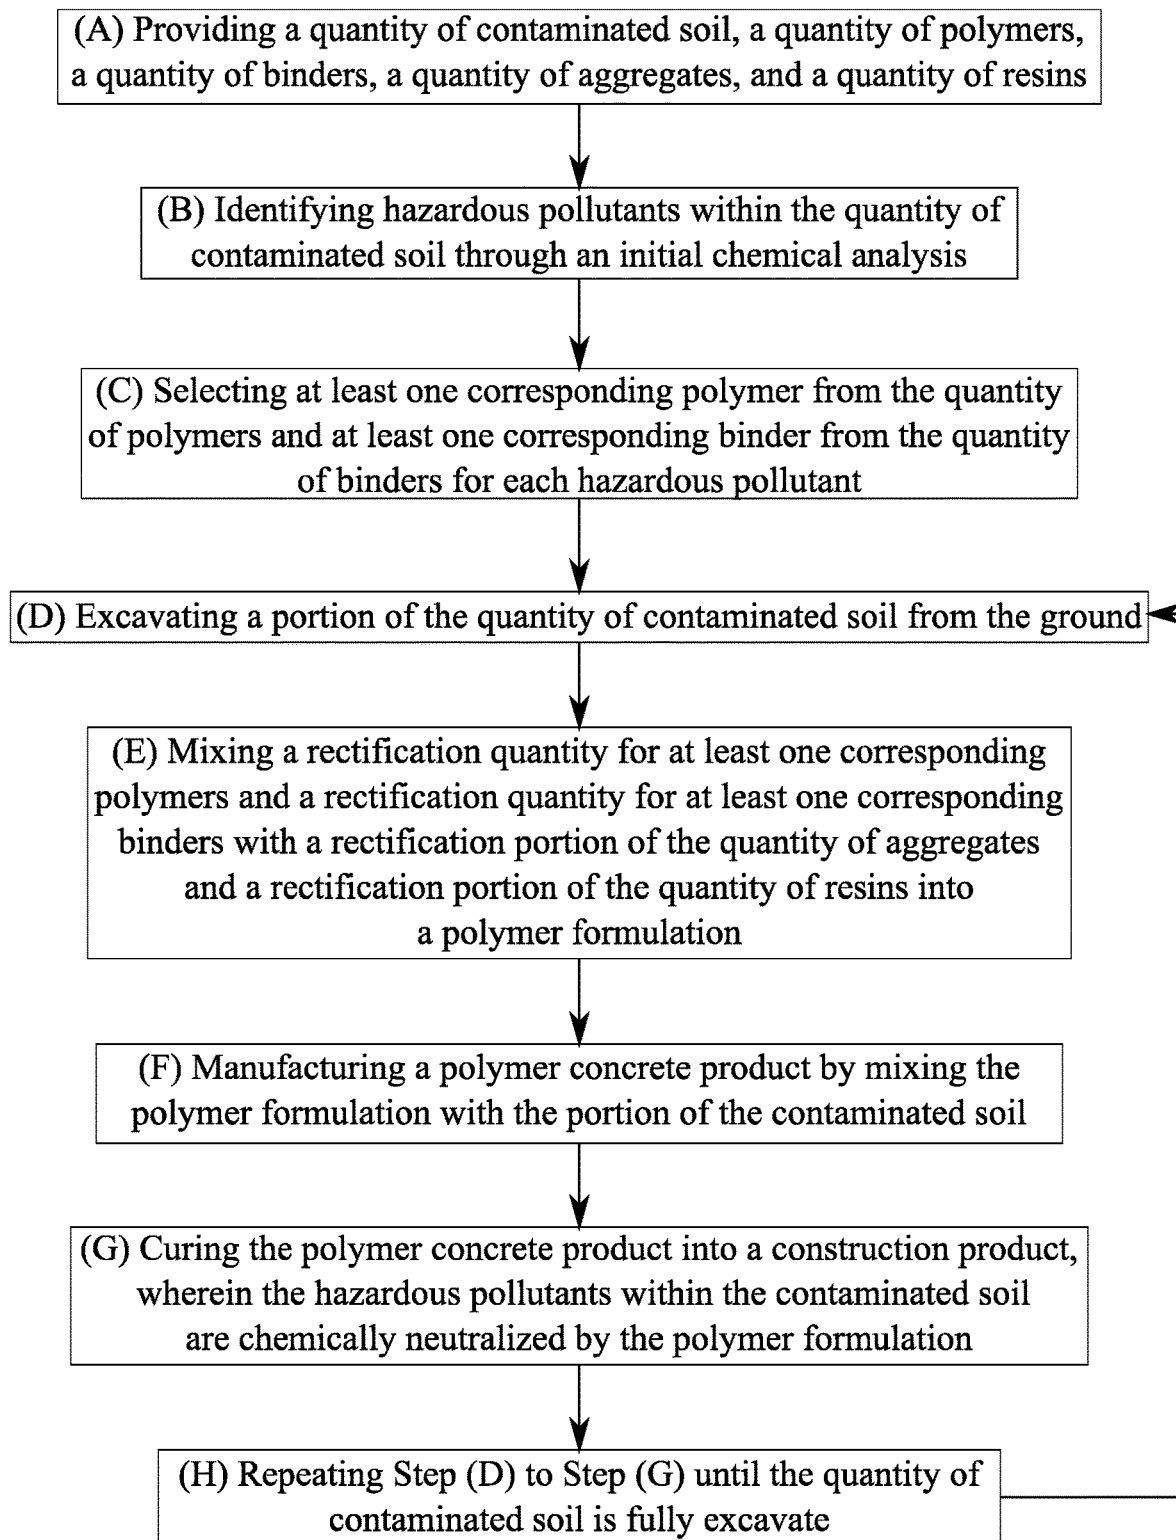 (A) Providing a quantity of contaminated soil, a quantity of polymers,
a quantity of binders, a quantity of aggregates, and a quantity of resins
(B) Identifying hazardous pollutants within the quantity of
contaminated soil through an initial chemical analysis
(C) Selecting at least one corresponding polymer from the quantity
of polymers and at least one corresponding binder from the quantity
of binders for each hazardous pollutant
(D) Excavating a portion of the quantity of contaminated soil from the ground
(E) Mixing a rectification quantity for at least one corresponding
polymers and a rectification quantity for at least one corresponding
binders with a rectification portion of the quantity of aggregates
and a rectification portion of the quantity of resins into
a polymer formulation
(F) Manufacturing a polymer concrete product by mixing the
polymer formulation with the portion of the contaminated soil
(G) Curing the polymer concrete product into a construction product,
wherein the hazardous pollutants within the contaminated soil
are chemically neutralized by the polymer formulation
(H) Repeating Step (D) to Step (G) until the quantity of
contaminated soil is fully excavate